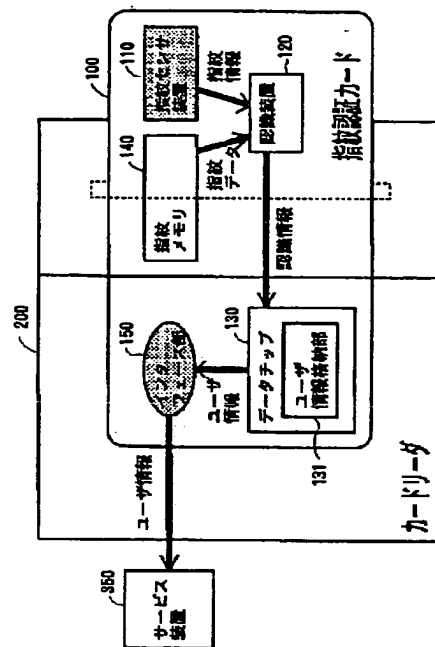 200
100
110
指紋センサ
装置
指紋情報
140
指紋
メモリ
指紋
データ
120
認識装置
指紋認証カード
認識情報
150
インタ
フェース部
ユーザ
情報
130
データチップ
ユーザ
情報格納部
131
ユーザ情報
カードリーダ
350
サービス
装置